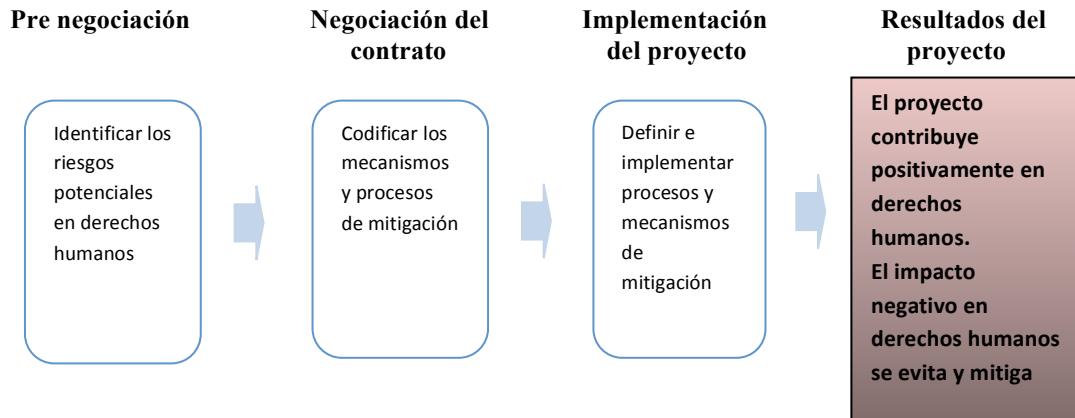 Pre negociación
Negociación del
contrato
Implementación
del proyecto
Resultados del
proyecto
Identificar los
riesgos
potenciales
en derechos
humanos
Codificar los
mecanismos
y procesos
de mitigación
Definir e
implementar
procesos y
mecanismos
de
mitigación
El proyecto
contribuye
positivamente en
derechos
humanos.
El impacto
negativo en
derechos humanos
se evita y mitiga